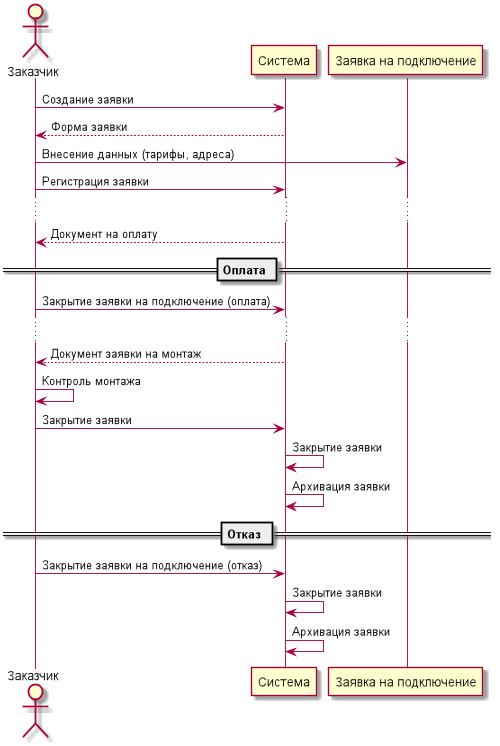 Заказчик
Система
Заявка на подключение
Создание заявки
Форма заявки
Внесение данных (тарифы, адреса)
Регистрация заявки
Документ на оплату
Оплата
Закрытие заявки на подключение (оплата)
Документ заявки на монтаж
Контроль монтажа
Закрытие заявки
Закрытие заявки
Архивация заявки
Отказ
Закрытие заявки на подключение (отказ)
Закрытие заявки
Архивация заявки
Заказчик
Система
Заявка на подключение